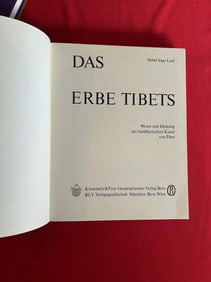 DAS
Detlef Ingo Lauf
ERBE TIBETS
Wesen und Deutung
der buddhistischen Kunst
von Tibet
Kümmerly & Frey Geographischer Verlag Bern
BLV Verlagsgesellschaft München Bern Wien